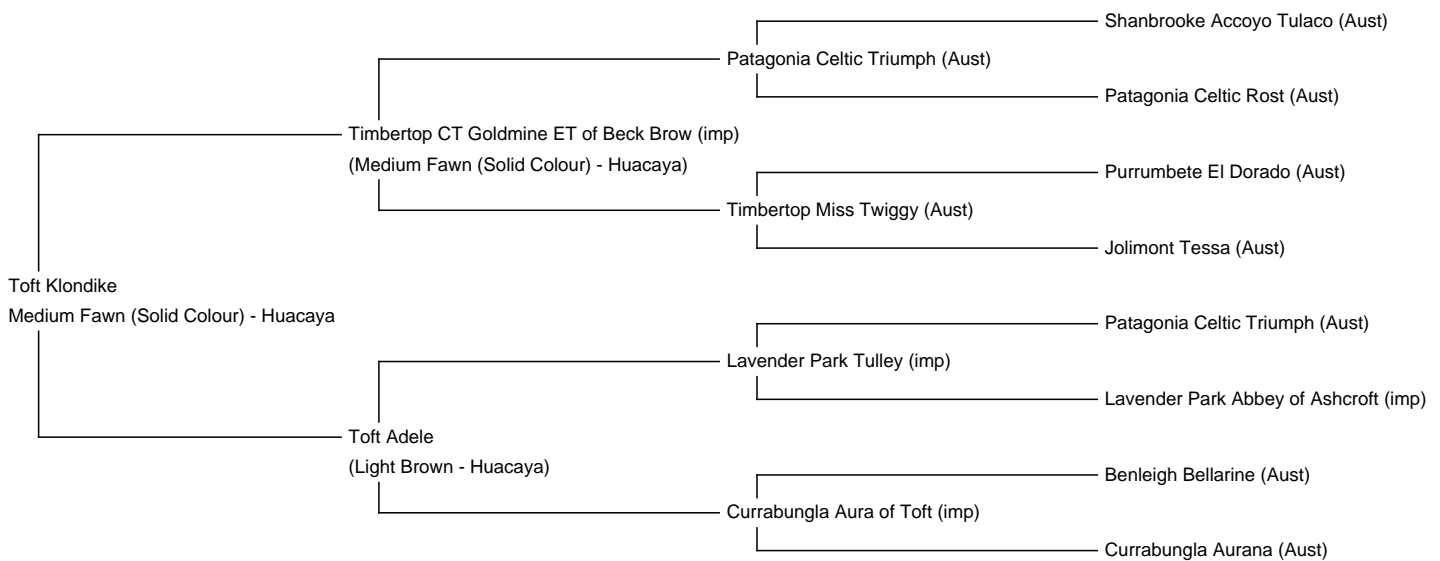 Shanbrooke Accoyo Tulaco (Aust)
Patagonia Celtic Triumph (Aust)
Patagonia Celtic Rost (Aust)
Timbertop CT Goldmine ET of Beck Brow (imp)
(Medium Fawn (Solid Colour) - Huacaya)
Purrumbete El Dorado (Aust)
Timbertop Miss Twiggy (Aust)
Jolimont Tessa (Aust)
Toft Klondike
Medium Fawn (Solid Colour) - Huacaya
Patagonia Celtic Triumph (Aust)
Lavender Park Tulley (imp)
Lavender Park Abbey of Ashcroft (imp)
Toft Adele
(Light Brown - Huacaya)
Benleigh Bellarine (Aust)
Currabungla Aura of Toft (imp)
Currabungla Aurana (Aust)